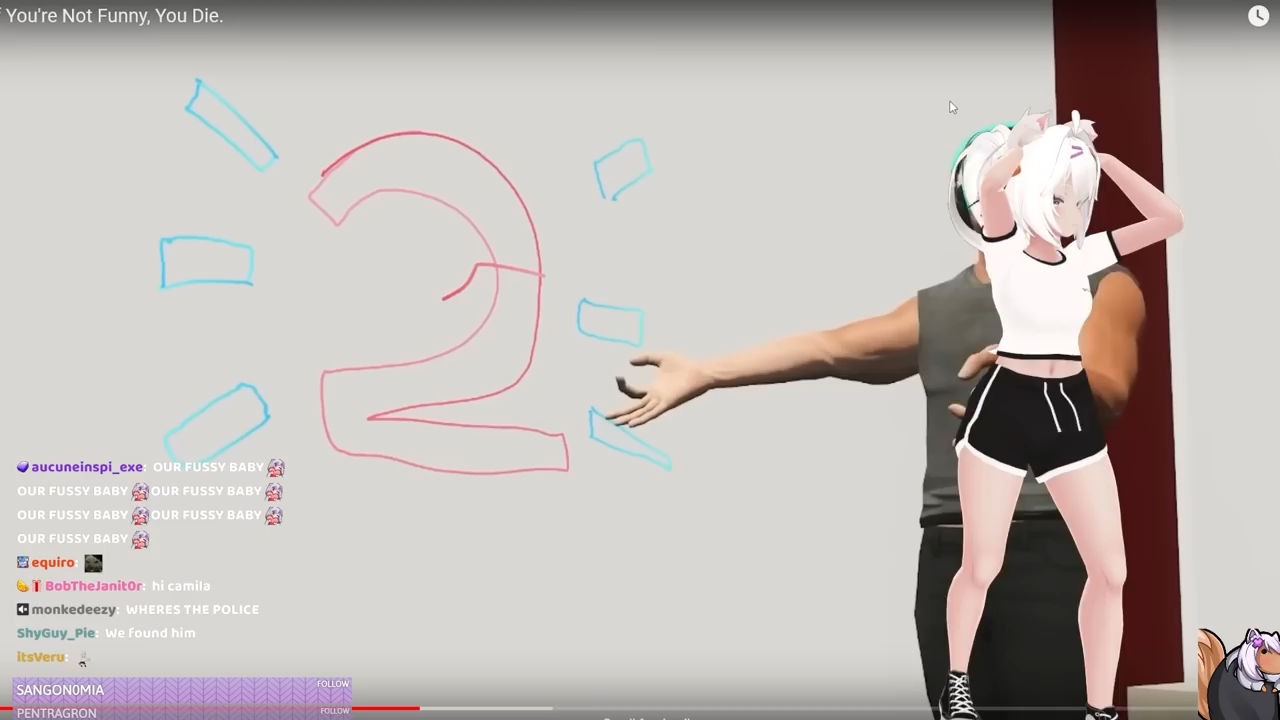 You're Not Funny, You Die.
2
aucuneinspi_exe: OUR FUSSY BABY
OUR FUSSY BABY OUR FUSSY BABY
OUR FUSSY BABY OUR FUSSY BABY
OUR FUSSY BABY
equiro:
BobTheJanit0r: hi camila
monkedeezy: WHERES THE POLICE
ShyGuy_Pie: We found him
itsVeru:
SANGON0MIA FOLLOW
PENTRAGRON FOLLOW